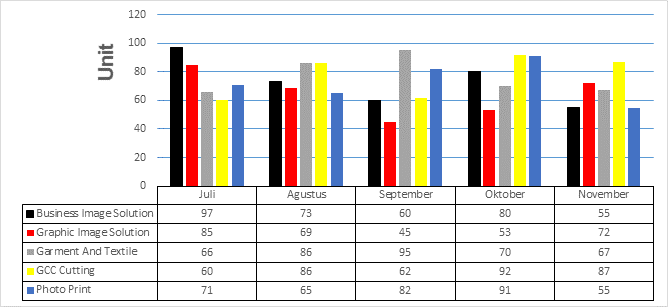 Unit
120
100
80
60
40
20
0
Juli Agustus September Oktober November
Business Image Solution 97 73 60 80 55
Graphic Image Solution 85 69 45 53 72
Garment And Textile 66 86 95 70 67
GCC Cutting 60 86 62 92 87
Photo Print 71 65 82 91 55